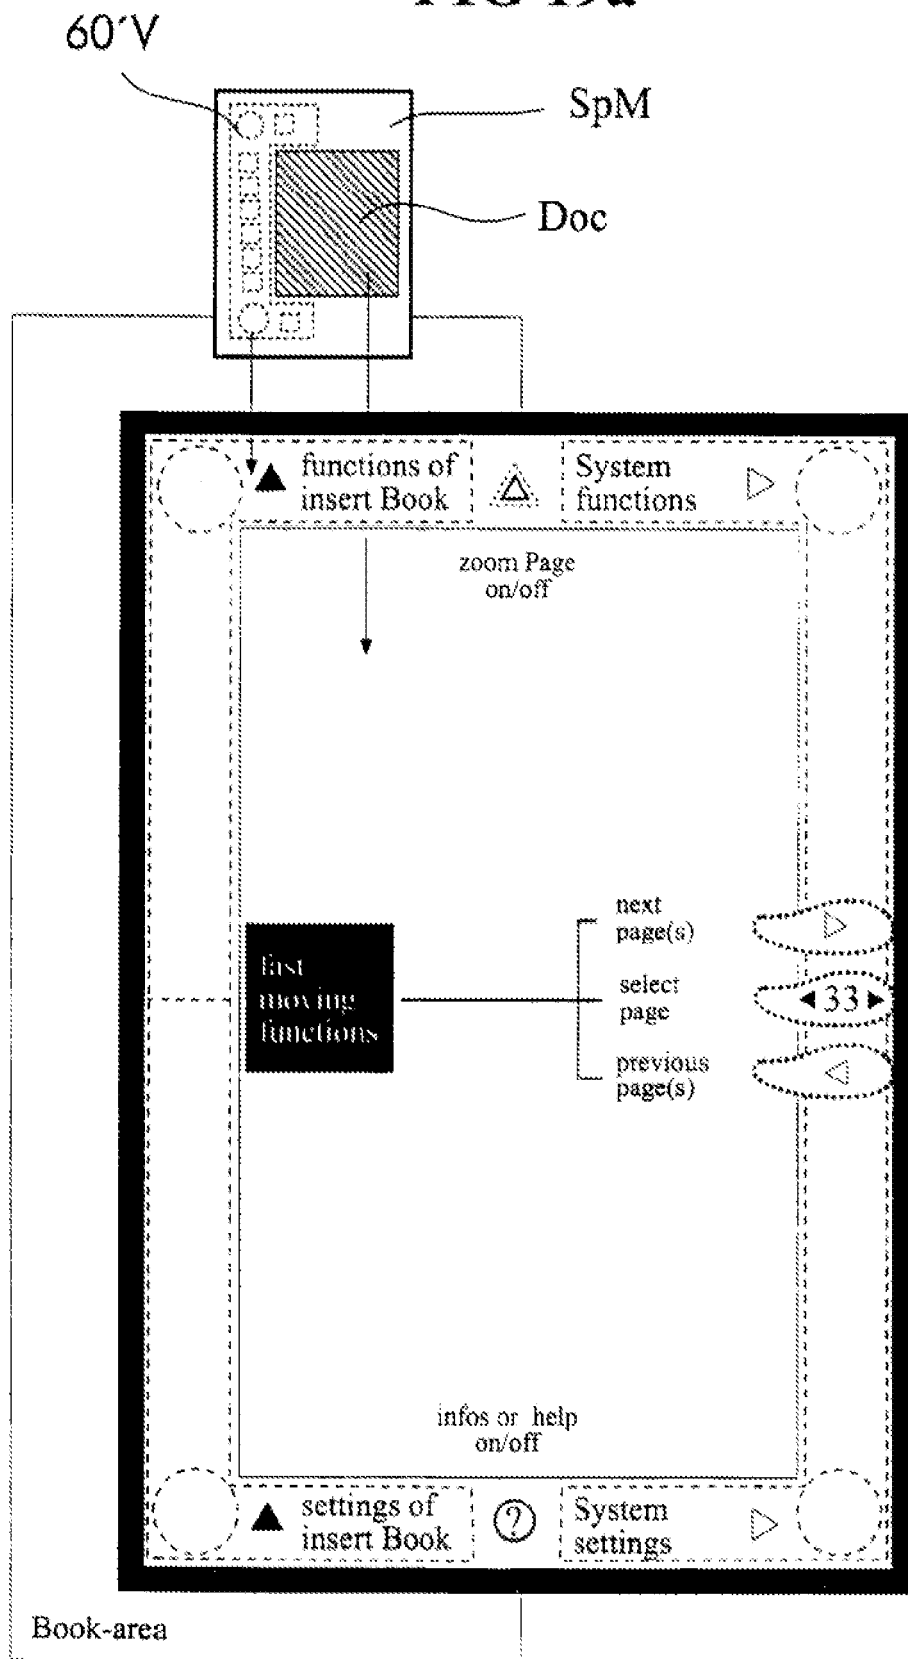 60´V
SpM
Doc
functions of
insert Book
System
functions
zoom Page
on/off
fast
moving
functions
next
page(s)
select
page
33
previous
page(s)
infos or help
on/off
settings of
insert Book
?
System
settings
Book-area